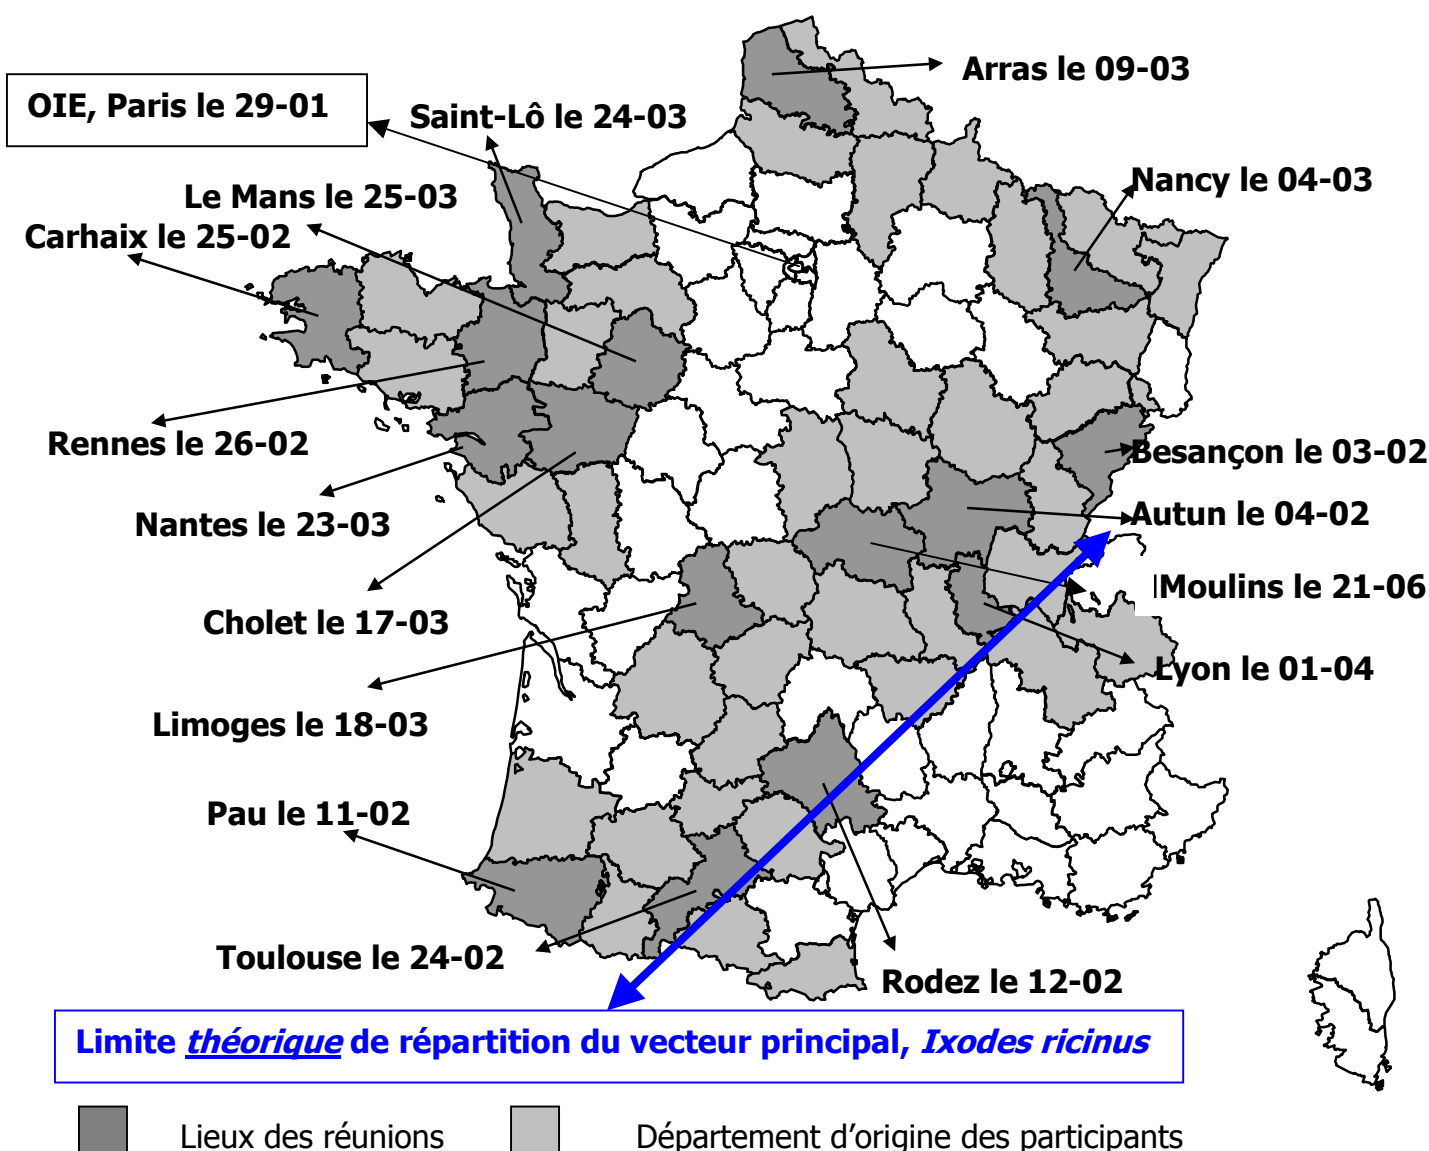 Arras le 09-03
OIE, Paris le 29-01
Saint-Lô le 24-03
Nancy le 04-03
Le Mans le 25-03
Carhaix le 25-02
Rennes le 26-02
Besançon le 03-02
Nantes le 23-03
Autun le 04-02
Moulins le 21-06
Cholet le 17-03
Lyon le 01-04
Limoges le 18-03
Pau le 11-02
Toulouse le 24-02
Rodez le 12-02
Limite théorique de répartition du vecteur principal, Ixodes ricinus
Lieux des réunions
Département d'origine des participants